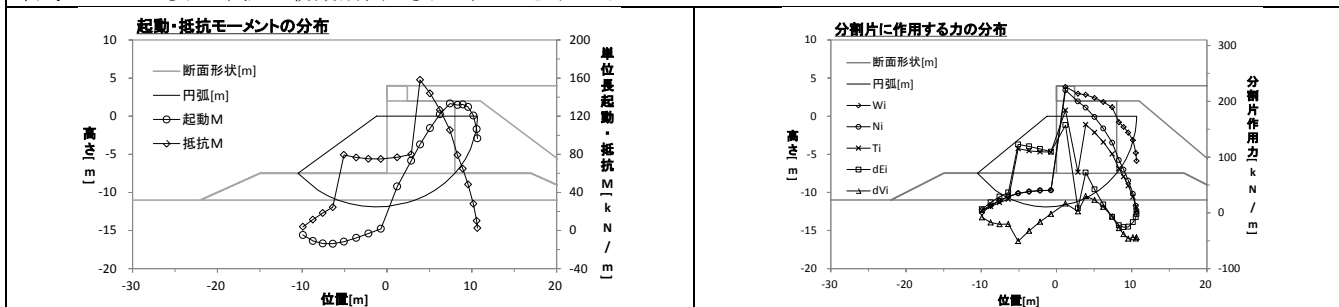 起動・抵抗モーメントの分布
10
5
0
-5
-10
-15
-20
高さ[m]
断面形状[m]
円弧[m]
起動M
抵抗M
200
160
120
80
40
0
-40
単位長起動・抵抗M[kN/m]
-30
-20
-10
0
10
20
位置[m]
分割片に作用する力の分布
10
5
0
-5
-10
-15
-20
高さ[m]
断面形状[m]
円弧[m]
Wi
Ni
Ti
dEi
dVi
300
200
100
0
-100
分割片作用力[kN/m]
-30
-20
-10
0
10
20
位置[m]